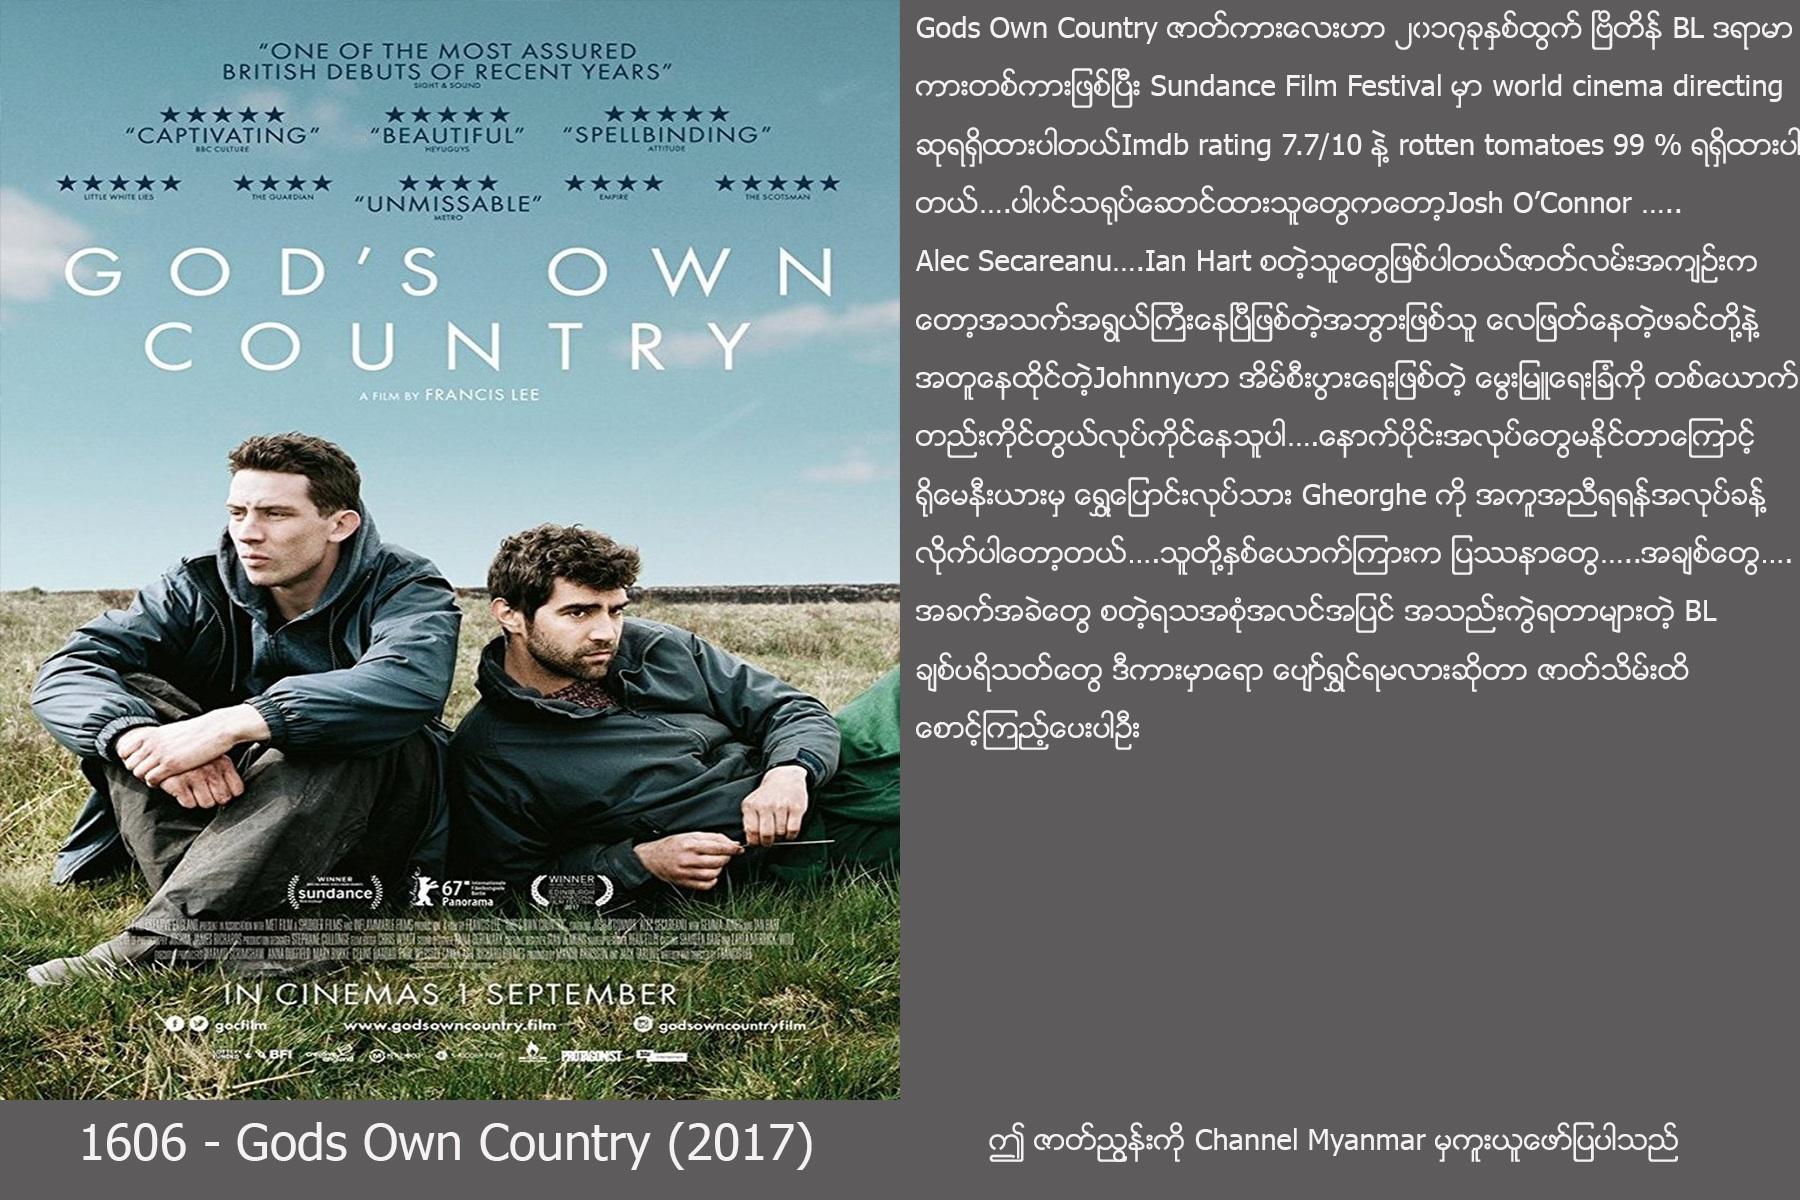 “ONE OF THE MOST ASSURED
BRITISH DEBUTS OF RECENT YEARS”
SIGHT & SOUND
★★★★★ ★★★★★ ★★★★★
“CAPTIVATING” “BEAUTIFUL” “SPELLBINDING”
BBC CULTURE HEYUGUYS ATTITUDE
★★★★★ ★★★★ ★★★★ ★★★★ ★★★★★
LITTLE WHITE LIES THE GUARDIAN “UNMISSABLE” EMPIRE THE SCOTSMAN
METRO
GOD’S OWN
COUNTRY
A FILM BY FRANCIS LEE
WINNER
sundance
67 Internationale Filmfestspiele Berlin
Panorama
WINNER
EDINBURGH
INTERNATIONAL
FILM FESTIVAL
2017
IN CINEMAS 1 SEPTEMBER
gocfilm www.godsowncountry.film godsowncountryfilm
LOTTERY FUNDED BFI creative england PROTAGONIST
1606 - Gods Own Country (2017)
Gods Own Country ဇာတ်ကားလေးဟာ ၂၀၁၇ခုနှစ်ထွက် ဗြိတိန် BL ဒရာမာ
ကားတစ်ကားဖြစ်ပြီး Sundance Film Festival မှာ world cinema directing
ဆုရရှိထားပါတယ်Imdb rating 7.7/10 နဲ့ rotten tomatoes 99 % ရရှိထားပါ
တယ်....ပါဝင်သရုပ်ဆောင်ထားသူတွေကတော့Josh O’Connor .....
Alec Secareanu....Ian Hart စတဲ့သူတွေဖြစ်ပါတယ်ဇာတ်လမ်းအကျဉ်းက
တော့အသက်အရွယ်ကြီးနေပြီဖြစ်တဲ့အဘွားဖြစ်သူ လေဖြတ်နေတဲ့ဖခင်တို့နဲ့
အတူနေထိုင်တဲ့Johnnyဟာ အိမ်စီးပွားရေးဖြစ်တဲ့ မွေးမြူရေးခြံကို တစ်ယောက်
တည်းကိုင်တွယ်လုပ်ကိုင်နေသူပါ....နောက်ပိုင်းအလုပ်တွေမနိုင်တာကြောင့်
ရိုမေနီးယားမှ ရွှေ့ပြောင်းလုပ်သား Gheorghe ကို အကူအညီရရန်အလုပ်ခန့်
လိုက်ပါတော့တယ်....သူတို့နှစ်ယောက်ကြားက ပြဿနာတွေ.....အချစ်တွေ....
အခက်အခဲတွေ စတဲ့ရသအစုံအလင်အပြင် အသည်းကွဲရတာများတဲ့ BL
ချစ်ပရိသတ်တွေ ဒီကားမှာရော ပျော်ရွှင်ရမလားဆိုတာ ဇာတ်သိမ်းထိ
စောင့်ကြည့်ပေးပါဦး
ဤ ဇာတ်ညွှန်းကို Channel Myanmar မှကူးယူဖော်ပြပါသည်